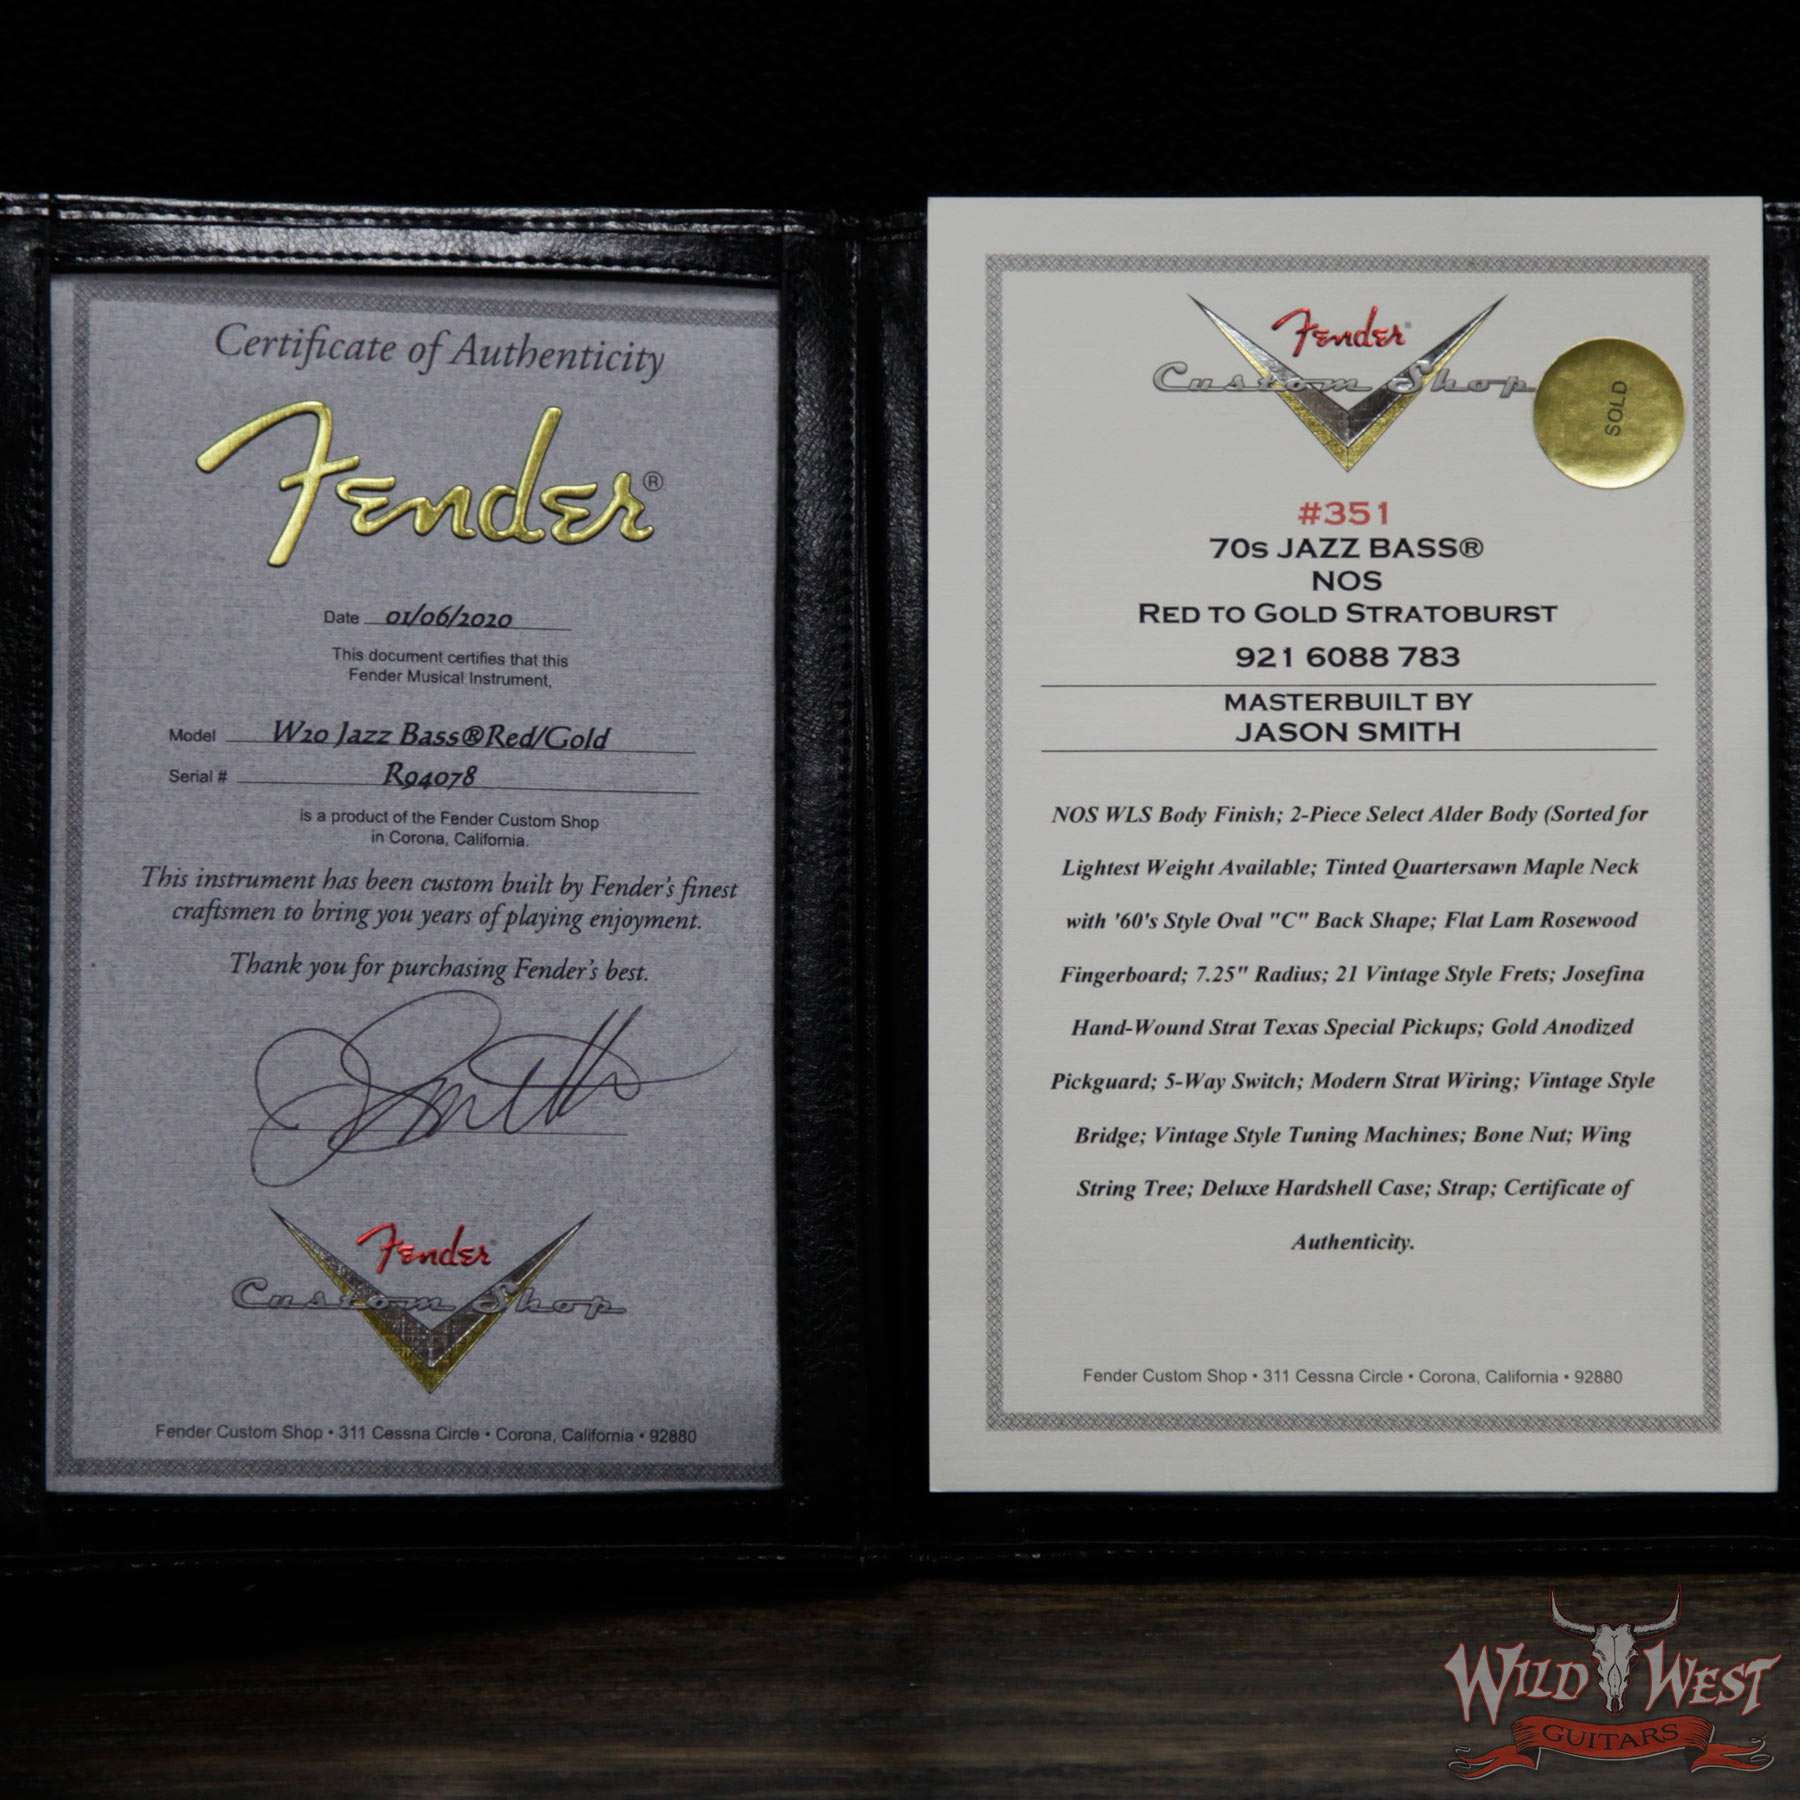 Certificate of Authenticity
Fender®
Date 01/06/2020
This document certifies that this
Fender Musical Instrument,
Model W20 Jazz Bass®Red/Gold
Serial # R94078
is a product of the Fender Custom Shop
in Corona, California.
This instrument has been custom built by Fender's finest
craftsmen to bring you years of playing enjoyment.
Thank you for purchasing Fender's best.
J Smith
Fender
Custom Shop
Fender Custom Shop • 311 Cessna Circle • Corona, California • 92880
Fender®
Custom Shop
SOLD
#351
70s JAZZ BASS®
NOS
RED TO GOLD STRATOBURST
921 6088 783
MASTERBUILT BY
JASON SMITH
NOS WLS Body Finish; 2-Piece Select Alder Body (Sorted for
Lightest Weight Available; Tinted Quartersawn Maple Neck
with '60's Style Oval "C" Back Shape; Flat Lam Rosewood
Fingerboard; 7.25" Radius; 21 Vintage Style Frets; Josefina
Hand-Wound Strat Texas Special Pickups; Gold Anodized
Pickguard; 5-Way Switch; Modern Strat Wiring; Vintage Style
Bridge; Vintage Style Tuning Machines; Bone Nut; Wing
String Tree; Deluxe Hardshell Case; Strap; Certificate of
Authenticity.
Fender Custom Shop • 311 Cessna Circle • Corona, California • 92880
WILD WEST
GUITARS